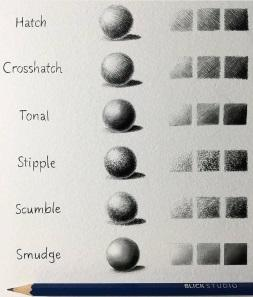 Hatch
Crosshatch
Tonal
Stipple
Scumble
Smudge
BLICK STUDIO